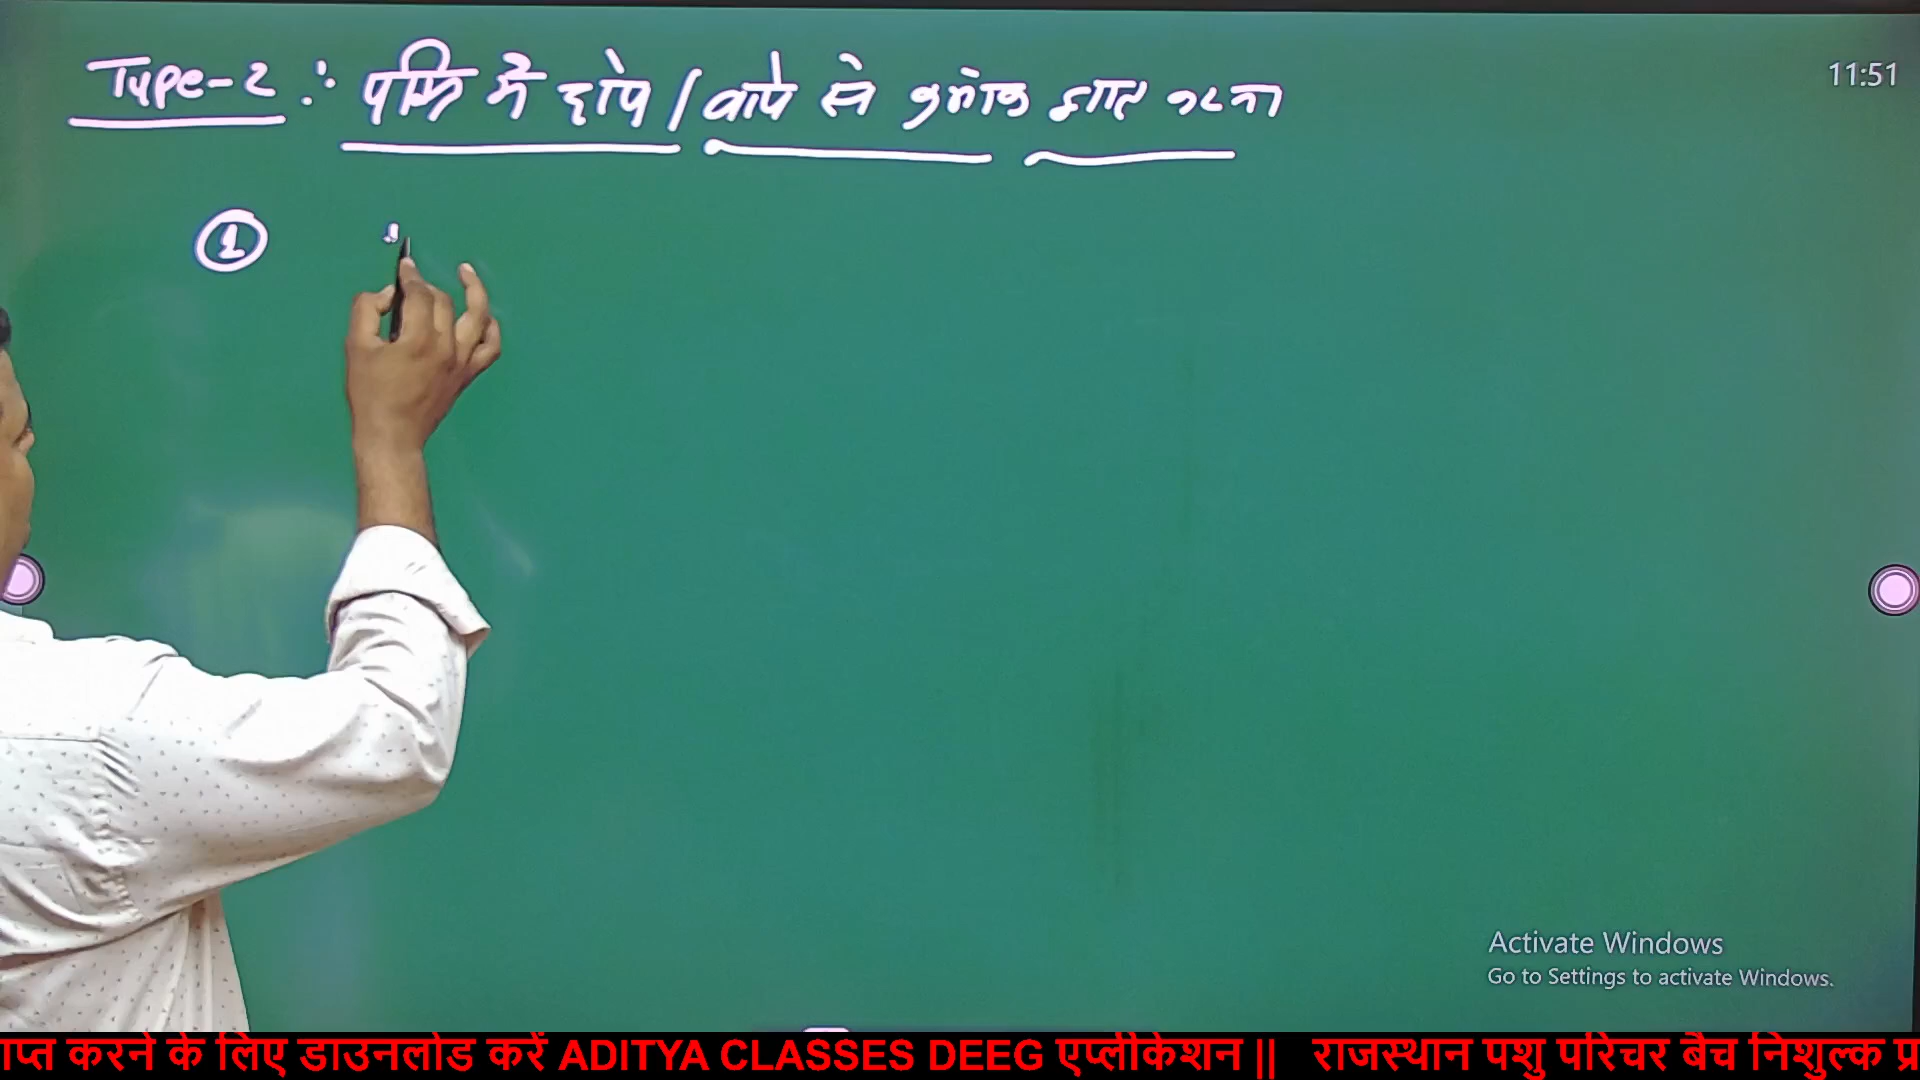 Type-2 :- पंक्ति में दांये / बांये से क्रमांक ज्ञात करना
11:51
①
Activate Windows
Go to Settings to activate Windows.
ाप्त करने के लिए डाउनलोड करें ADITYA CLASSES DEEG एप्लीकेशन || राजस्थान पशु परिचर बैच निशुल्क प्र